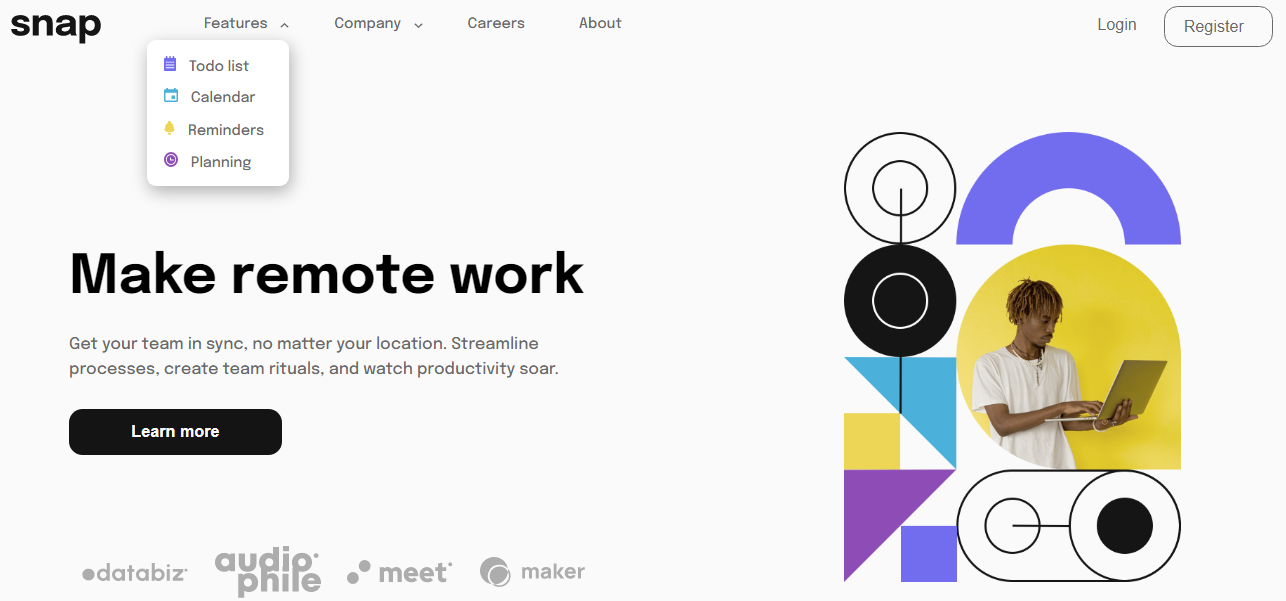 snap
Features
Company
Careers
About
Login
Register
Todo list
Calendar
Reminders
Planning
Make remote work
Get your team in sync, no matter your location. Streamline
processes, create team rituals, and watch productivity soar.
Learn more
databiz
audiophile
meet
maker